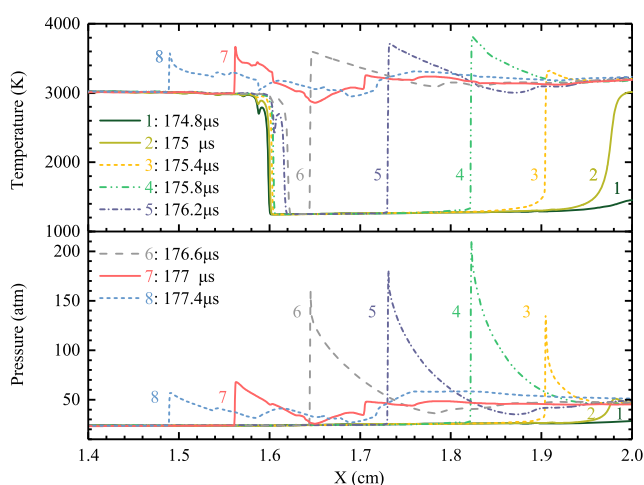 4000
3000
2000
1000
Temperature (K)
8
7
1: 174.8μs
2: 175 μs
3: 175.4μs
4: 175.8μs
5: 176.2μs
6
5
4
3
2
1
200
150
100
50
Pressure (atm)
6: 176.6μs
7: 177 μs
8: 177.4μs
6
5
4
3
8
7
2
1
1.4
1.5
1.6
1.7
1.8
1.9
2.0
X (cm)